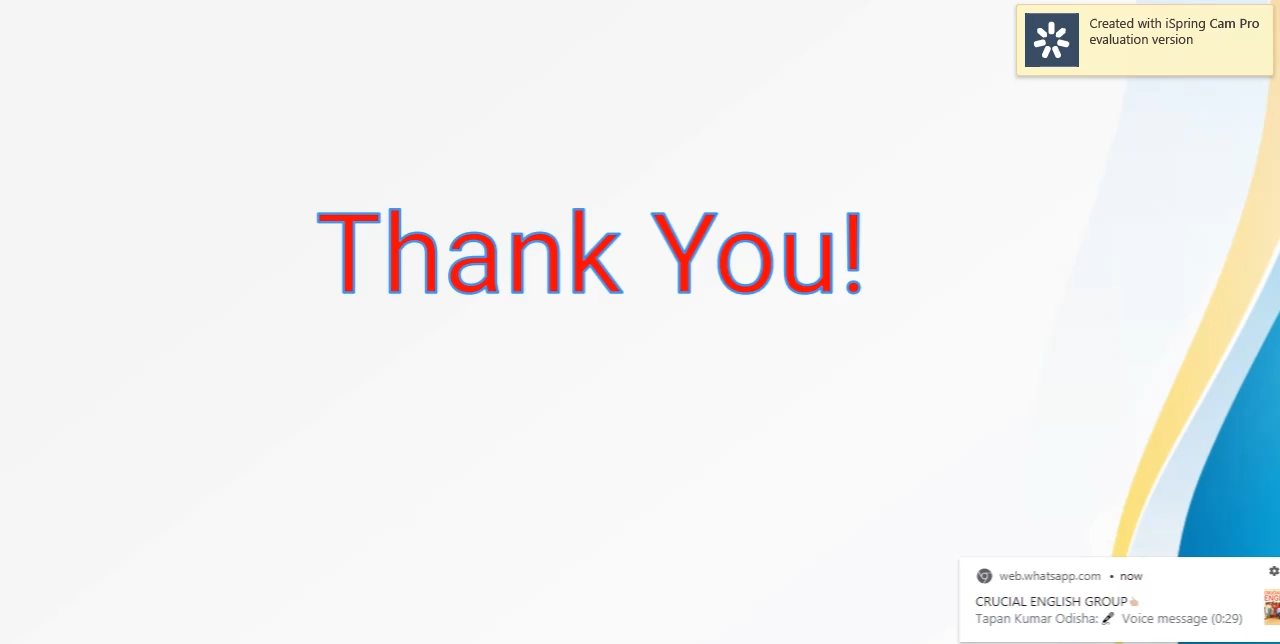 Created with iSpring Cam Pro
evaluation version
Thank You!
web.whatsapp.com • now
CRUCIAL ENGLISH GROUP
Tapan Kumar Odisha: Voice message (0:29)